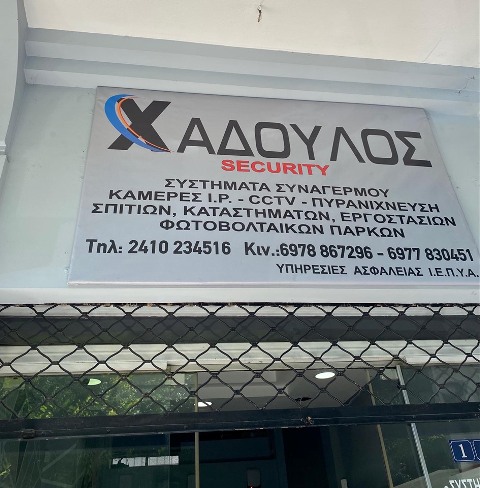 ΧΑΔΟΥΛΟΣ
SECURITY
ΣΥΣΤΗΜΑΤΑ ΣΥΝΑΓΕΡΜΟΥ
ΚΑΜΕΡΕΣ I.P. - CCTV - ΠΥΡΑΝΙΧΝΕΥΣΗ
ΣΠΙΤΙΩΝ, ΚΑΤΑΣΤΗΜΑΤΩΝ, ΕΡΓΟΣΤΑΣΙΩΝ
ΦΩΤΟΒΟΛΤΑΙΚΩΝ ΠΑΡΚΩΝ
Τηλ: 2410 234516 Κιν.:6978 867296 - 6977 830451
ΥΠΗΡΕΣΙΕΣ ΑΣΦΑΛΕΙΑΣ Ι.Ε.Π.Υ.Α.
1